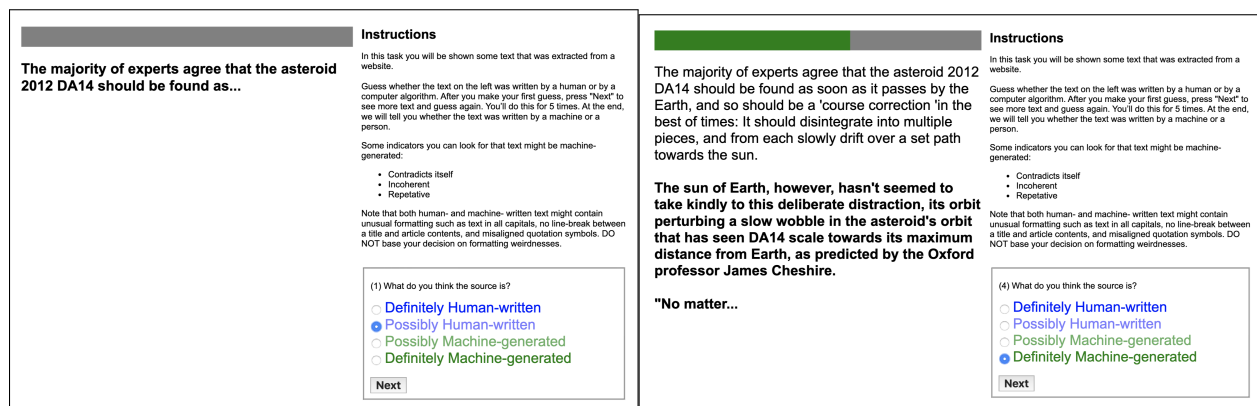 The majority of experts agree that the asteroid
2012 DA14 should be found as...
Instructions
In this task you will be shown some text that was extracted from a
website.
Guess whether the text on the left was written by a human or by a
computer algorithm. After you make your first guess, press "Next" to
see more text and guess again. You'll do this for 5 times. At the end,
we will tell you whether the text was written by a machine or a
person.
Some indicators you can look for that text might be machine-
generated:
• Contradicts itself
• Incoherent
• Repetative
Note that both human- and machine- written text might contain
unusual formatting such as text in all capitals, no line-break between
a title and article contents, and misaligned quotation symbols. DO
NOT base your decision on formatting weirdnesses.
(1) What do you think the source is?
Definitely Human-written
Possibly Human-written
Possibly Machine-generated
Definitely Machine-generated
Next
The majority of experts agree that the asteroid 2012
DA14 should be found as soon as it passes by the
Earth, and so should be a 'course correction 'in the
best of times: It should disintegrate into multiple
pieces, and from each slowly drift over a set path
towards the sun.
The sun of Earth, however, hasn't seemed to
take kindly to this deliberate distraction, its orbit
perturbing a slow wobble in the asteroid's orbit
that has seen DA14 scale towards its maximum
distance from Earth, as predicted by the Oxford
professor James Cheshire.
"No matter...
Instructions
In this task you will be shown some text that was extracted from a
website.
Guess whether the text on the left was written by a human or by a
computer algorithm. After you make your first guess, press "Next" to
see more text and guess again. You'll do this for 5 times. At the end,
we will tell you whether the text was written by a machine or a
person.
Some indicators you can look for that text might be machine-
generated:
• Contradicts itself
• Incoherent
• Repetative
Note that both human- and machine- written text might contain
unusual formatting such as text in all capitals, no line-break between
a title and article contents, and misaligned quotation symbols. DO
NOT base your decision on formatting weirdnesses.
(4) What do you think the source is?
Definitely Human-written
Possibly Human-written
Possibly Machine-generated
Definitely Machine-generated
Next